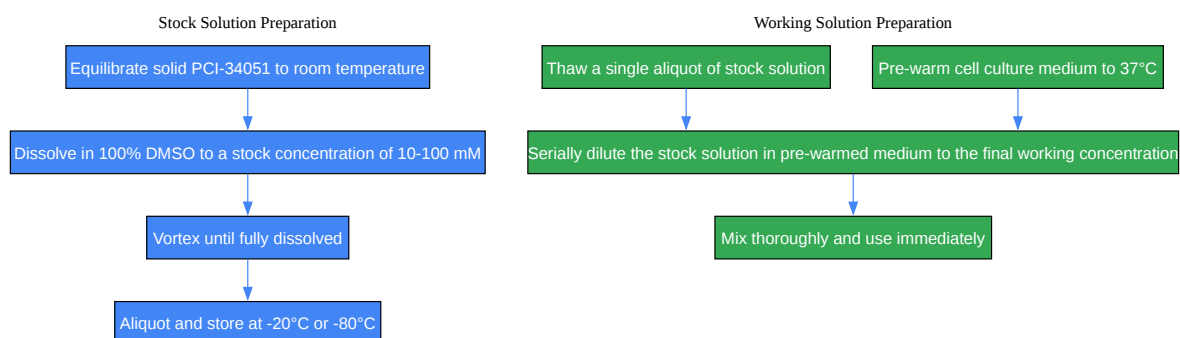 Stock Solution Preparation
Equilibrate solid PCI-34051 to room temperature
Dissolve in 100% DMSO to a stock concentration of 10-100 mM
Vortex until fully dissolved
Aliquot and store at -20°C or -80°C
Working Solution Preparation
Thaw a single aliquot of stock solution
Pre-warm cell culture medium to 37°C
Serially dilute the stock solution in pre-warmed medium to the final working concentration
Mix thoroughly and use immediately